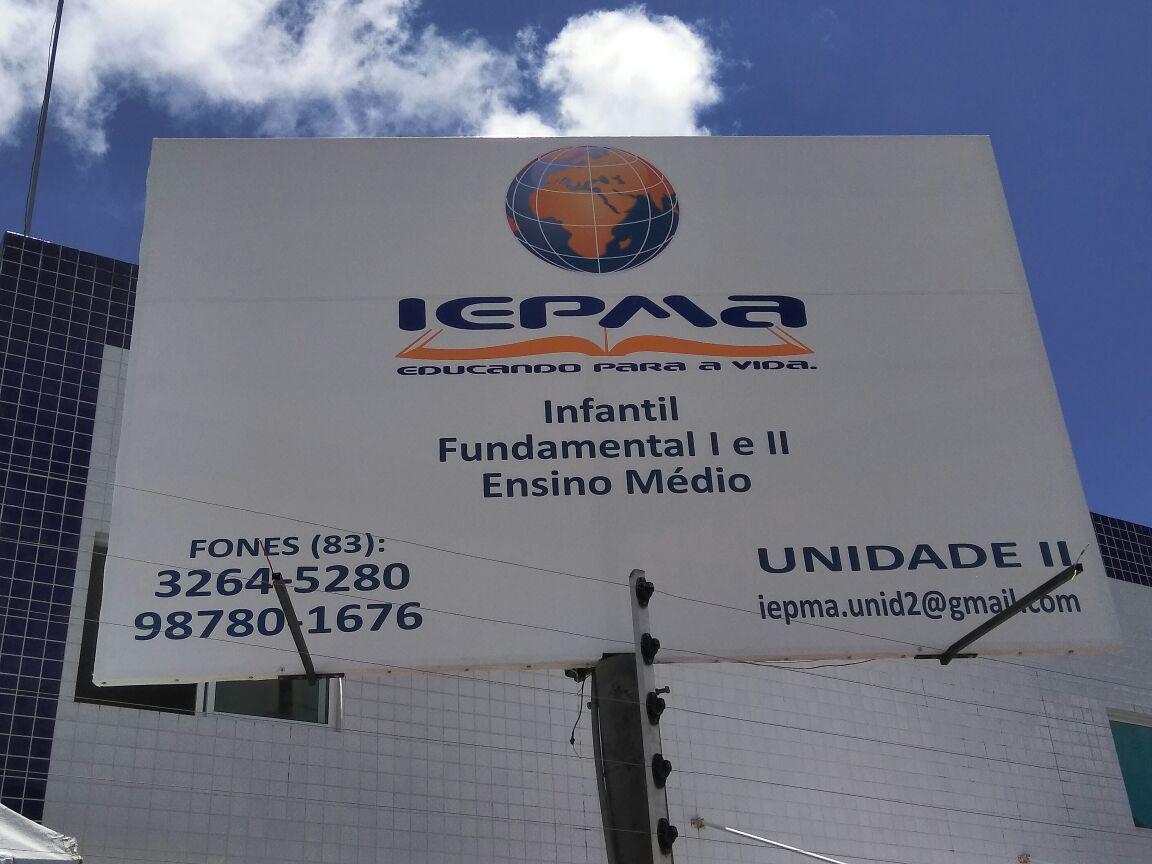 IEPMA
EDUCANDO PARA A VIDA.
Infantil
Fundamental I e II
Ensino Médio
FONES (83):
3264-5280
98780-1676
UNIDADE II
iepma.unid2@gmail.com